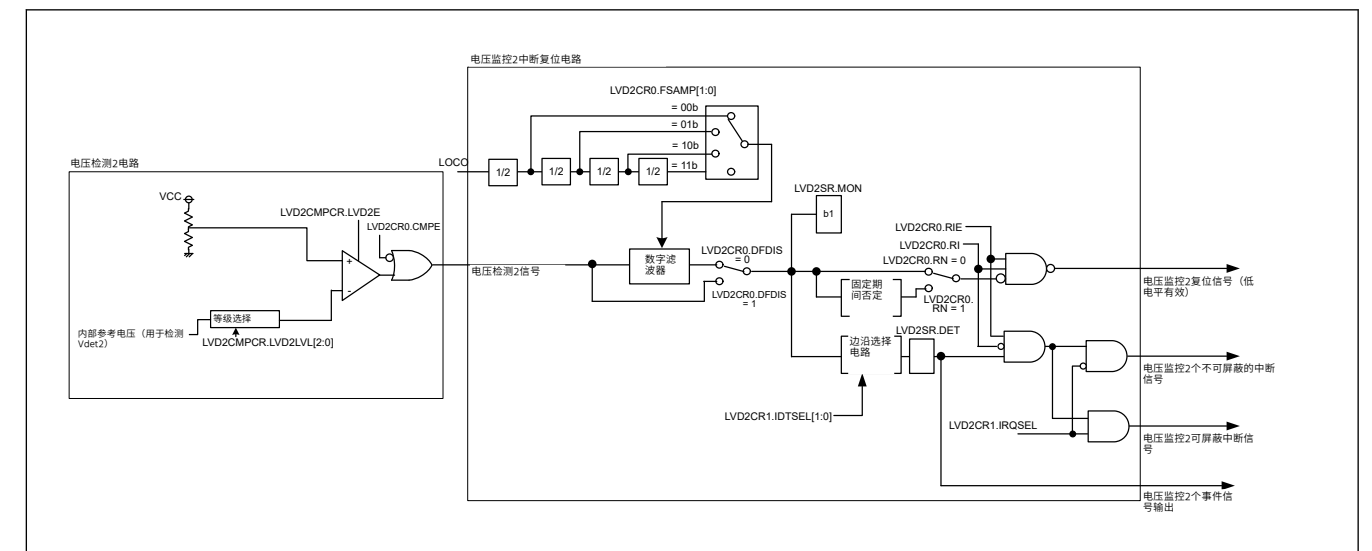 电压监控2中断复位电路
LVD2CR0.FSAMP[1:0]
= 00b
= 01b
= 10b
= 11b
电压检测2电路
LOCO
1/2
1/2
1/2
1/2
VCC
LVD2CMPCR.LVD2E
LVD2CR0.CMPE
+
-
LVD2SR.MON
b1
LVD2CR0.RIE
LVD2CR0.RI
LVD2CR0.RN = 0
电压检测2信号
数字滤
波器
LVD2CR0.DFDIS
= 0
LVD2CR0.DFDIS
= 1
固定期
间否定
LVD2CR0.
RN = 1
电压监控2复位信号（低
电平有效）
等级选择
内部参考电压（用于检测
Vdet2）
LVD2CMPCR.LVD2LVL[2:0]
边沿选择
电路
LVD2SR.DET
电压监控2个不可屏蔽的中断
信号
LVD2CR1.IDTSEL[1:0]
LVD2CR1.IRQSEL
电压监控2可屏蔽中断信
号
电压监控2个事件信
号输出